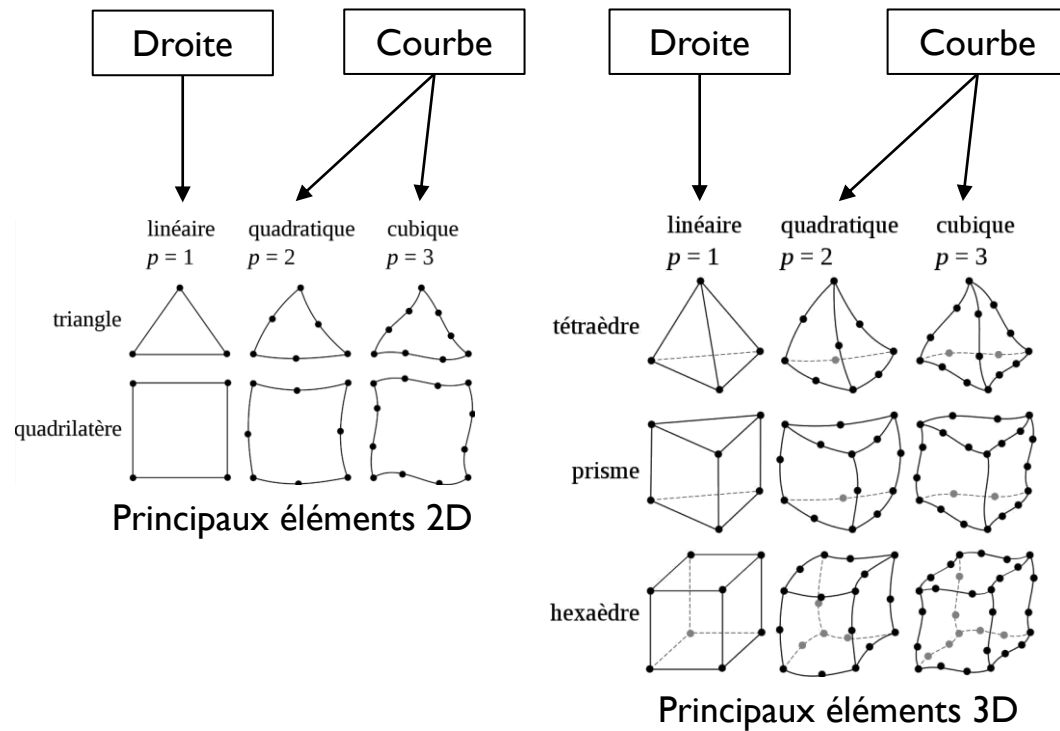 Droite
Courbe
linéaire quadratique cubique
p = 1 p = 2 p = 3
triangle
quadrilatère
Principaux éléments 2D
Droite
Courbe
linéaire quadratique cubique
p = 1 p = 2 p = 3
tétraèdre
prisme
hexaèdre
Principaux éléments 3D